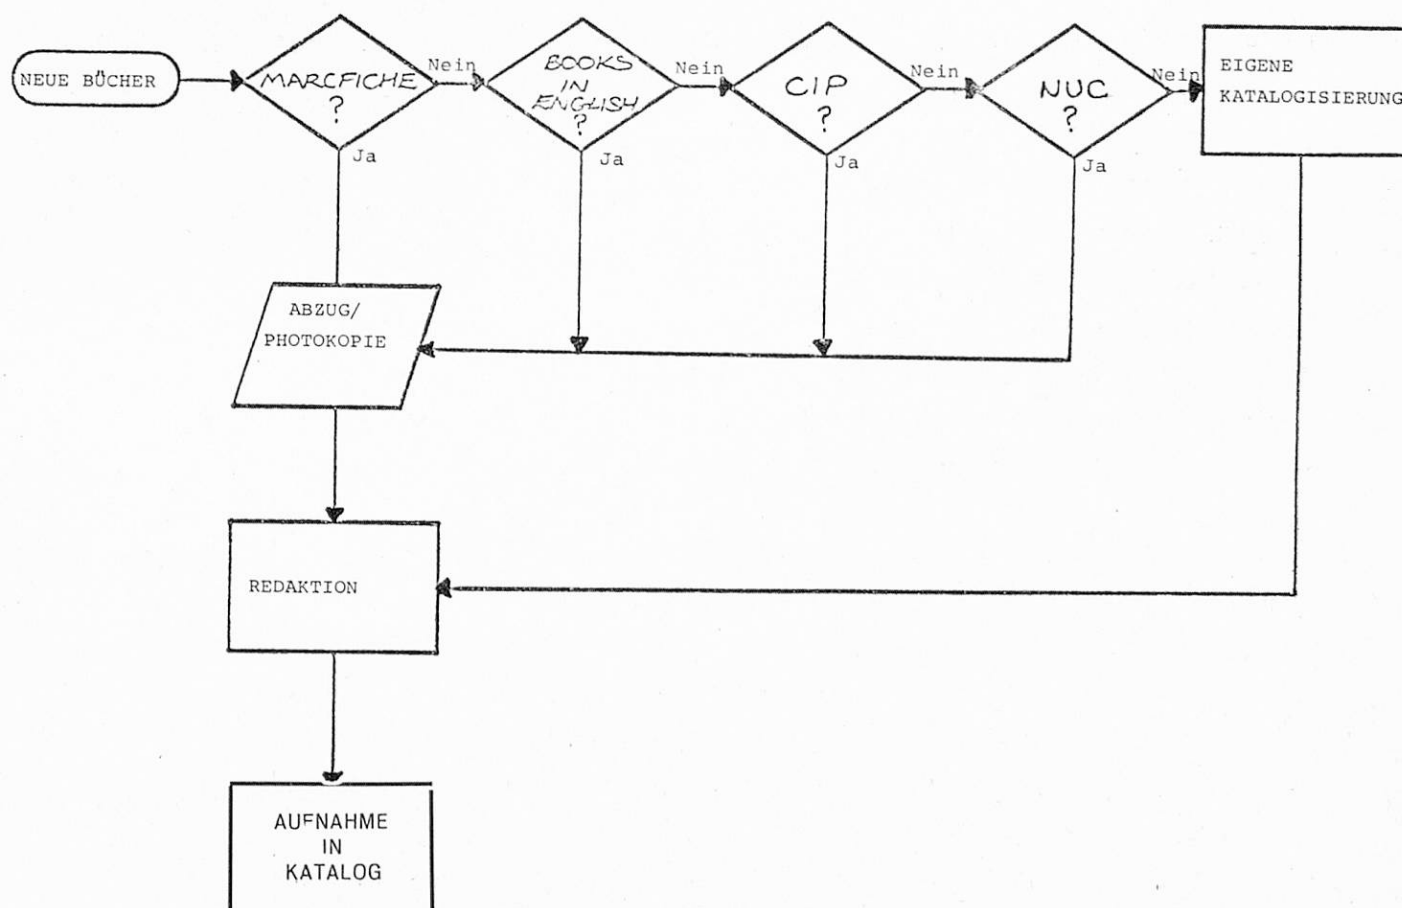 NEUE BÜCHER
MARCFICHE
?
Nein
Ja
BOOKS
IN
ENGLISH
?
Nein
Ja
CIP
?
Nein
Ja
NUC
?
Nein
Ja
EIGENE
KATALOGISIERUNG
ABZUG/
PHOTOKOPIE
REDAKTION
AUFNAHME
IN
KATALOG